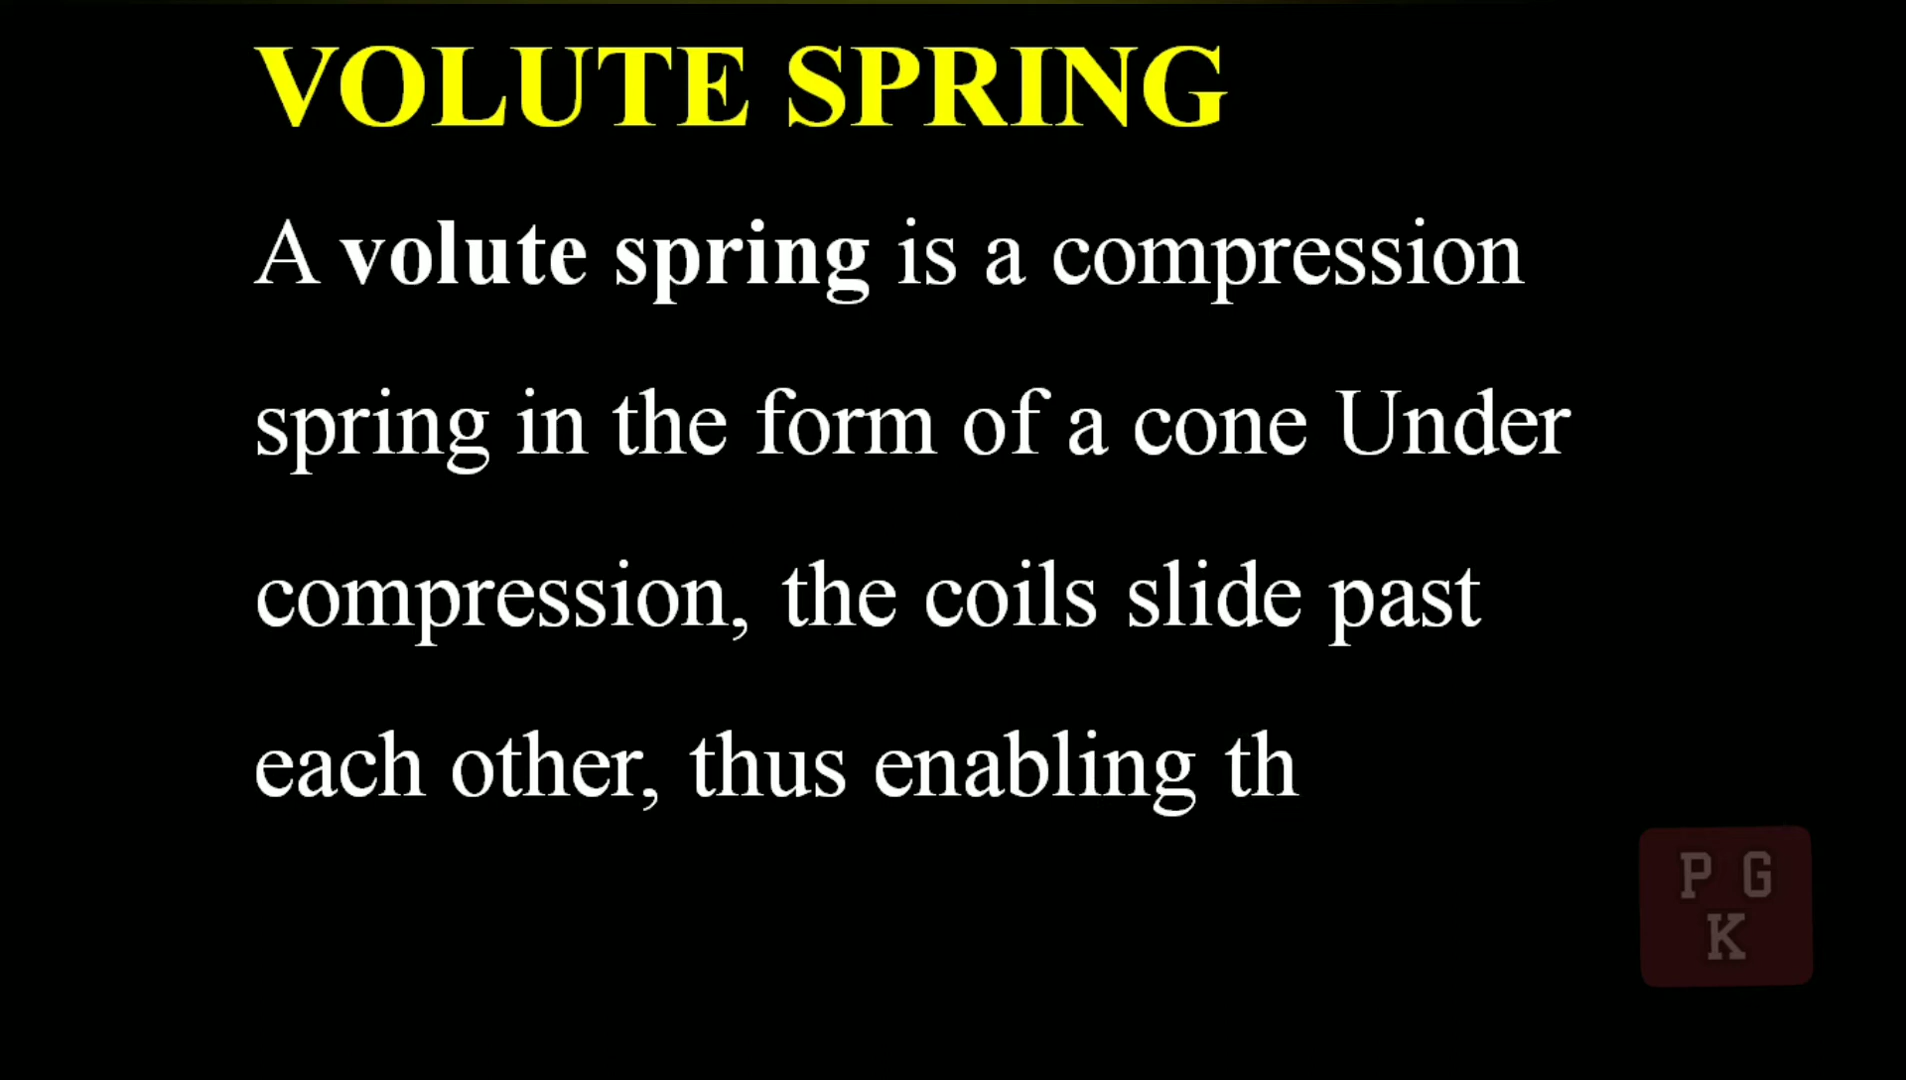 VOLUTE SPRING
A volute spring is a compression
spring in the form of a cone Under
compression, the coils slide past
each other, thus enabling th
P G
K